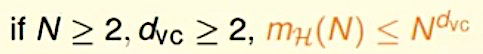 if N ≥ 2, d_VC ≥ 2, m_H(N) ≤ N^{d_VC}